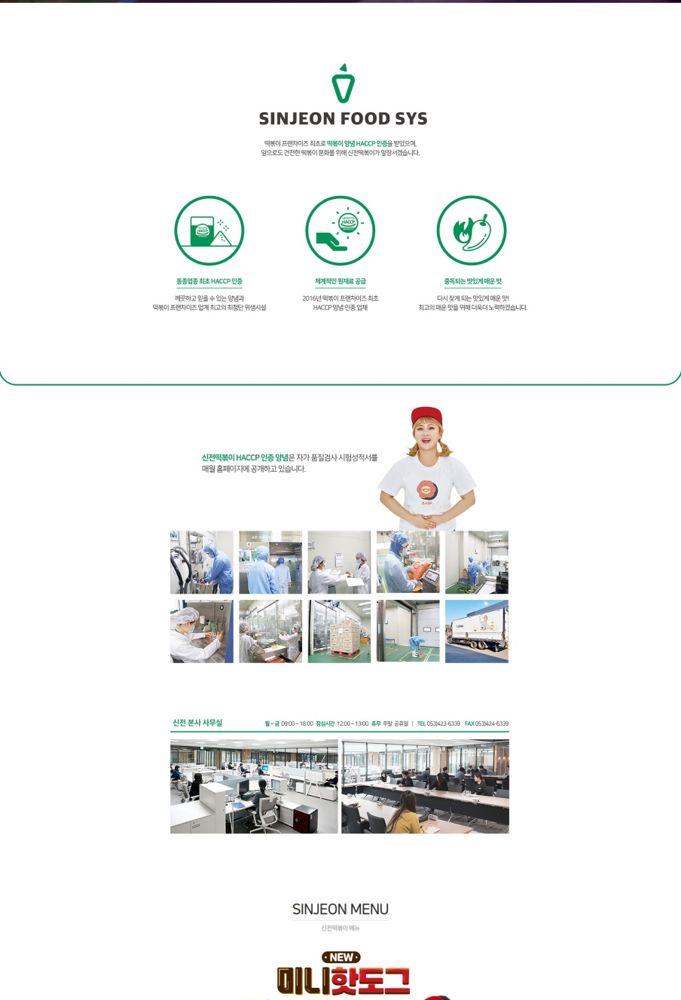 SINJEON FOOD SYS
떡볶이 프랜차이즈 최초로 떡볶이 양념 HACCP 인증을 받았으며,
앞으로도 건전한 떡볶이 문화를 위해 신전떡볶이가 앞장서겠습니다.
HACCP
HACCP
동종업종 최초 HACCP 인증
체계적인 원재료 공급
중독되는 맛있게 매운 맛
깨끗하고 믿을 수 있는 양념과
떡볶이 프랜차이즈 업계 최고의 최첨단 위생시설
2016년 떡볶이 프랜차이즈 최초
HACCP 양념 인증 업체
다시 찾게 되는 맛있게 매운 맛!
최고의 매운 맛을 위해 더욱더 노력하겠습니다.
신전떡볶이 HACCP 인증 양념은 자가 품질검사 시험성적서를
매월 홈페이지에 공개하고 있습니다.
신전 본사 사무실
월~금 09:00~18:00 점심시간 12:00~13:00 휴무 주말·공휴일 | TEL 053)423-6339 FAX 053)424-6339
SINJEON MENU
신전떡볶이 메뉴
NEW
미니핫도그